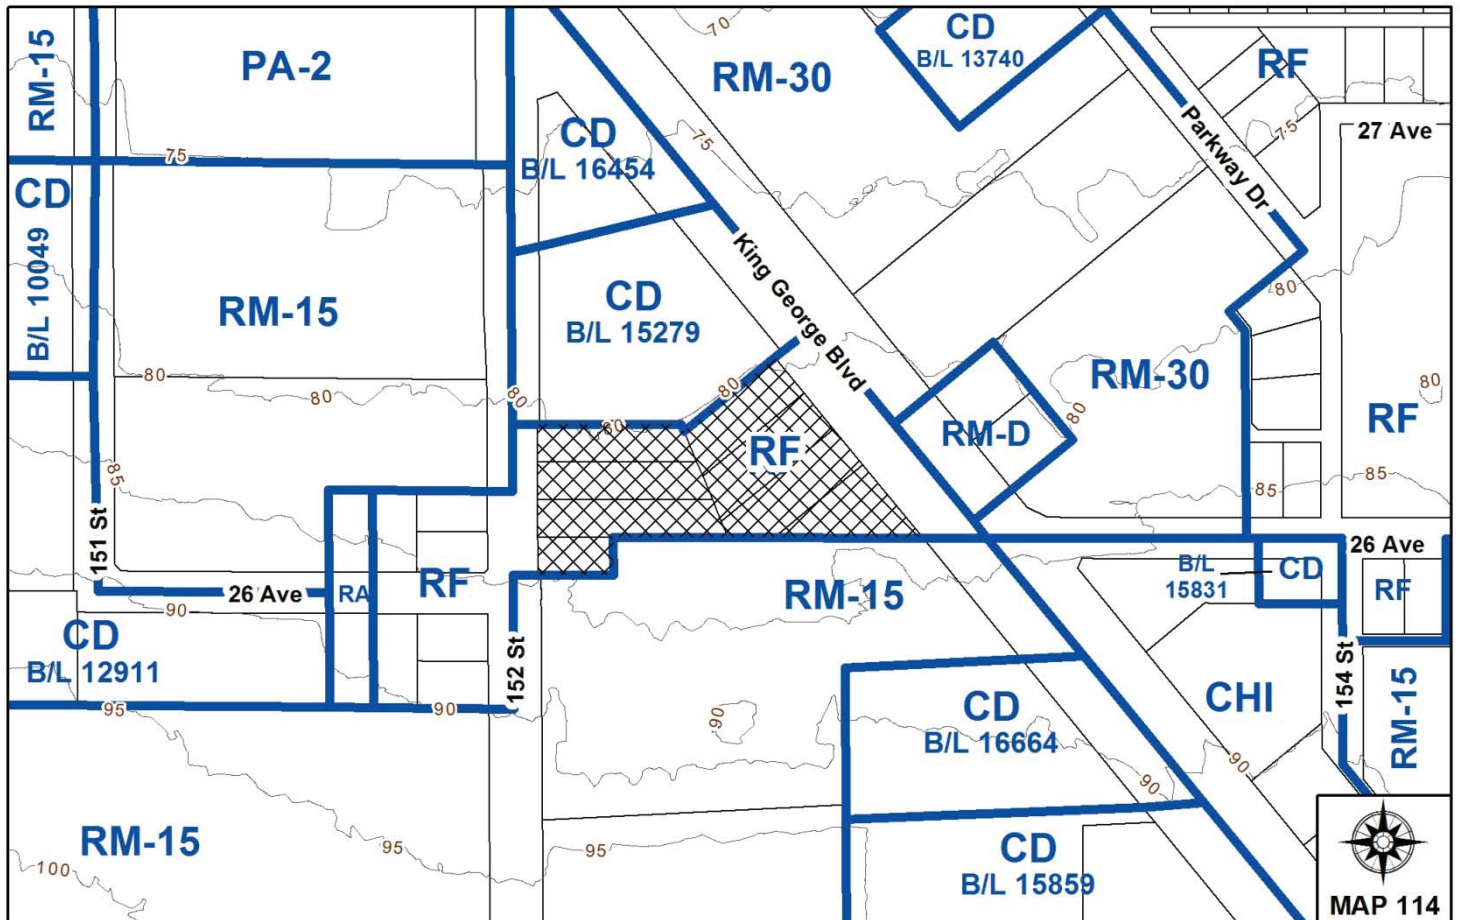 RM-15
PA-2
CD
B/L 16454
70
RM-30
CD
B/L 13740
RF
27 Ave
75
75
75
Parkway Dr
CD
B/L 10049
RM-15
CD
B/L 15279
King George Blvd
80
RM-30
80
80
80
80
80
80
80
RF
RM-D
RF
85
85
85
151 St
26 Ave
RA
RF
RM-15
B/L
15831
CD
26 Ave
RF
90
CD
B/L 12911
152 St
154 St
95
90
90
CD
B/L 16664
CHI
90
90
RM-15
RM-15
100
95
95
CD
B/L 15859
MAP 114